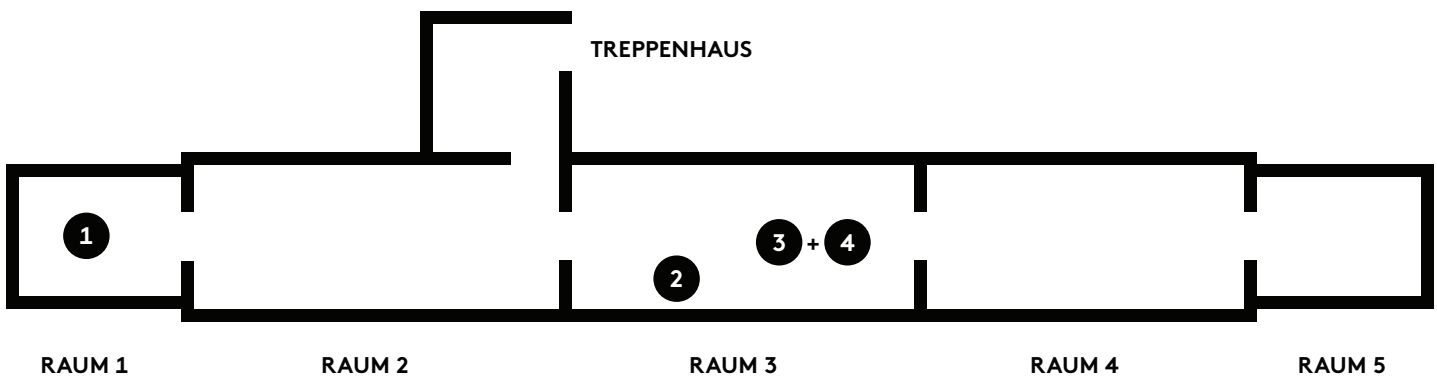 TREPPENHAUS
1
3 + 4
2
RAUM 1
RAUM 2
RAUM 3
RAUM 4
RAUM 5